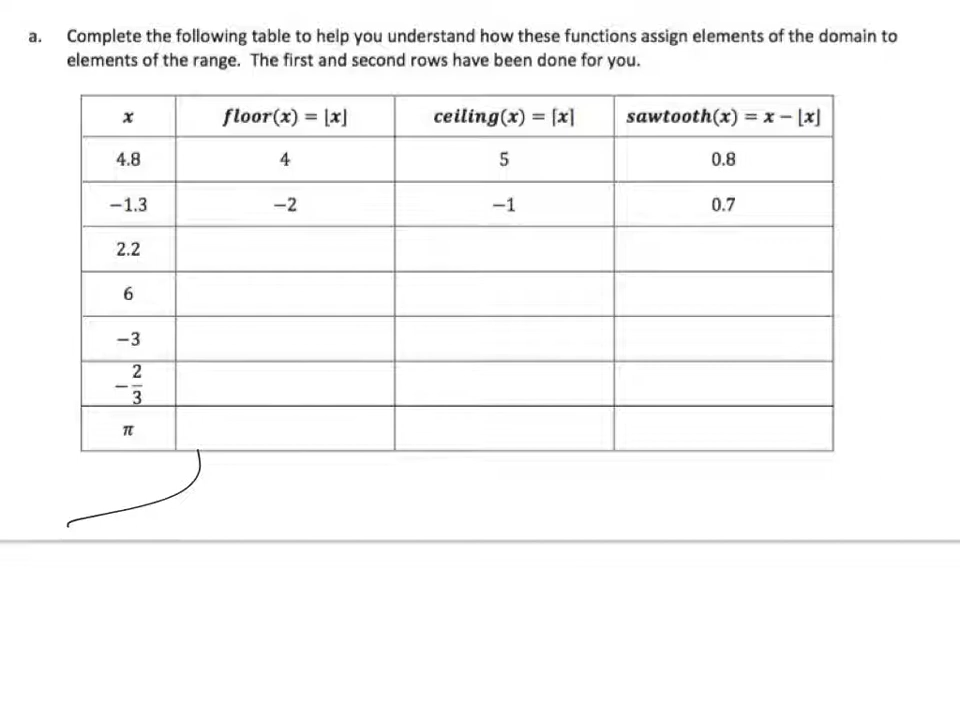 a. Complete the following table to help you understand how these functions assign elements of the domain to
elements of the range. The first and second rows have been done for you.
x floor(x) = ⌊x⌋ ceiling(x) = ⌈x⌉ sawtooth(x) = x − ⌊x⌋
4.8 4 5 0.8
−1.3 −2 −1 0.7
2.2
6
−3
−2/3
π